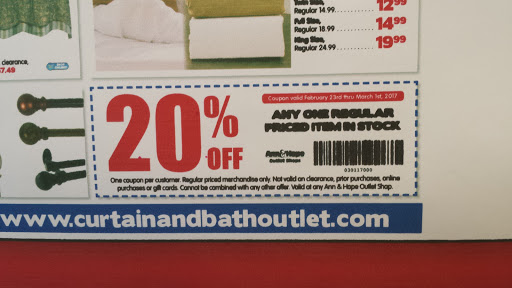 Twin Size,
Regular 14.99 ........ 12.99
Full Size,
Regular 18.99 ........ 14.99
King Size,
Regular 24.99 ........ 19.99
clearance,
7.49
20% OFF
Coupon valid February 23rd thru March 1st, 2017
ANY ONE REGULAR
PRICED ITEM IN STOCK
Ann & Hope
Outlet Shops
030117000
One coupon per customer. Regular priced merchandise only. Not valid on clearance, prior purchases, online
purchases or gift cards. Cannot be combined with any other offer. Valid at any Ann & Hope Outlet Shop.
www.curtainandbathoutlet.com